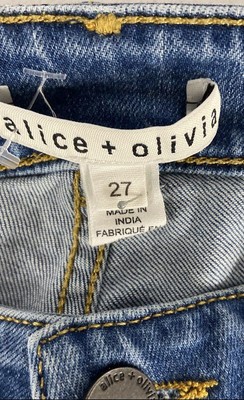 alice + olivia
27
MADE IN
INDIA
FABRIQUÉ
alice + olivia